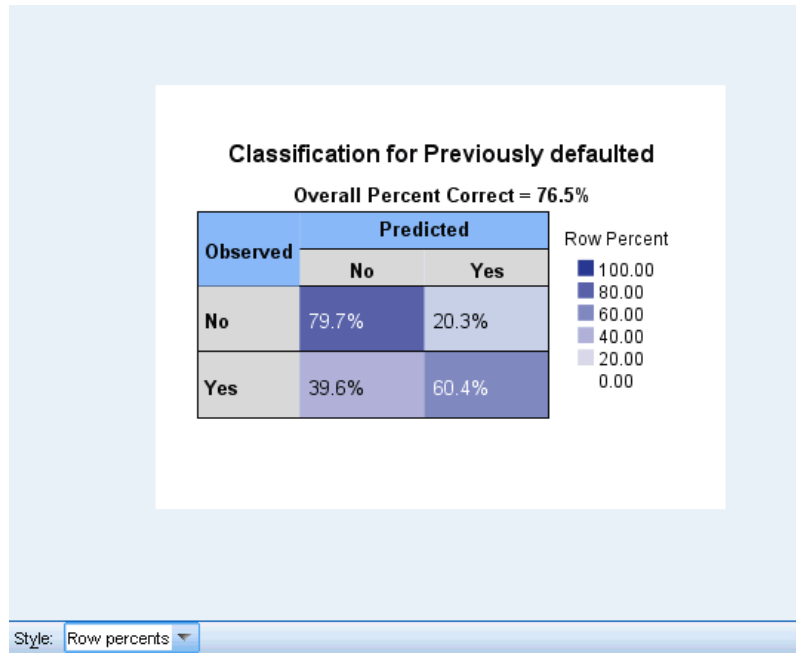 Classification for Previously defaulted
Overall Percent Correct = 76.5%
Observed
Predicted
No Yes
No 79.7% 20.3%
Yes 39.6% 60.4%
Row Percent
100.00
80.00
60.00
40.00
20.00
0.00
Style: Row percents